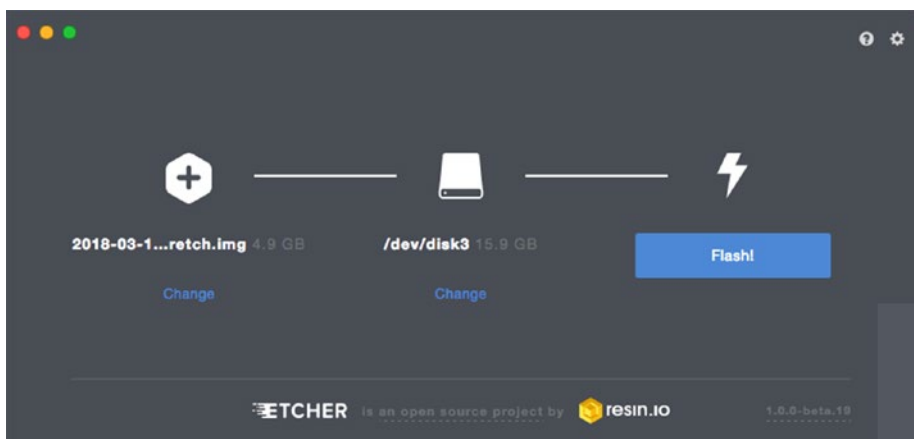 2018-03-1...retch.img 4.9 GB
/dev/disk3 15.9 GB
Flash!
Change
Change
ETCHER is an open source project by resin.io
1.0.0-beta.19